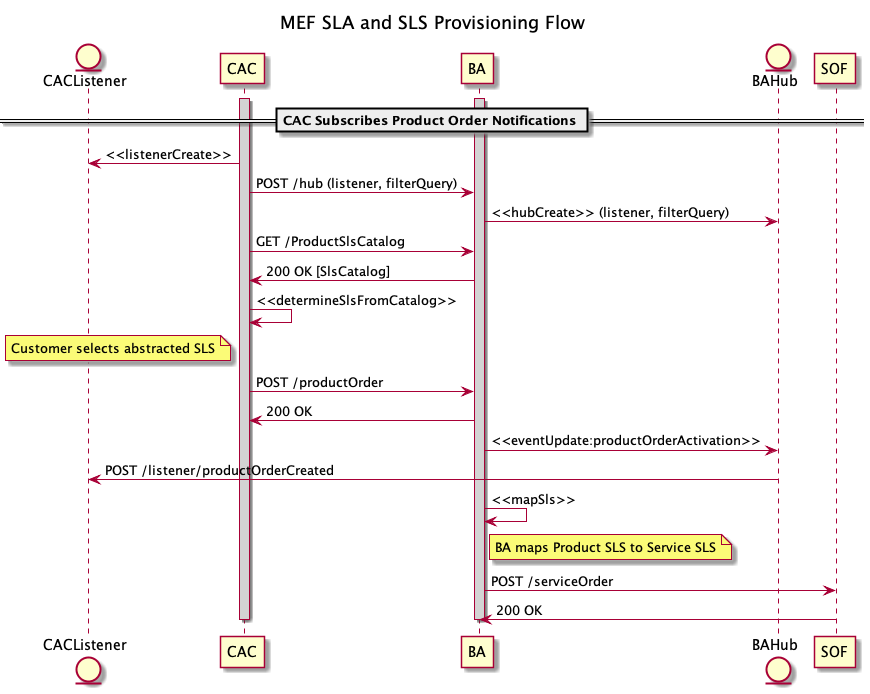 MEF SLA and SLS Provisioning Flow
CACListener
CAC
BA
BAHub
SOF
CAC Subscribes Product Order Notifications
<<listenerCreate>>
POST /hub (listener, filterQuery)
<<hubCreate>> (listener, filterQuery)
GET /ProductSlsCatalog
200 OK [SlsCatalog]
<<determineSlsFromCatalog>>
Customer selects abstracted SLS
POST /productOrder
200 OK
<<eventUpdate:productOrderActivation>>
POST /listener/productOrderCreated
<<mapSls>>
BA maps Product SLS to Service SLS
POST /serviceOrder
200 OK
CACListener
CAC
BA
BAHub
SOF